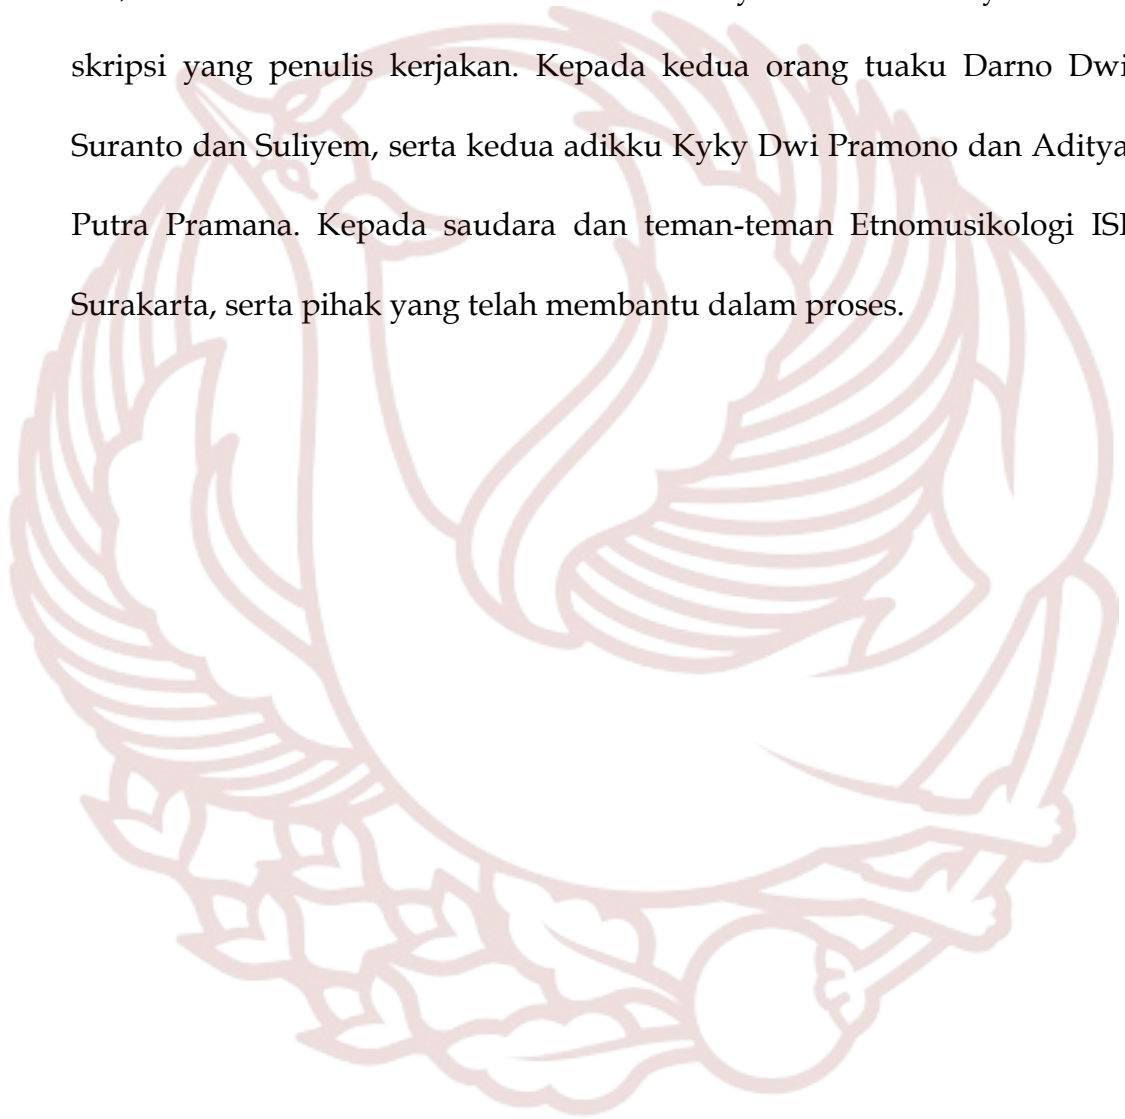 skripsi yang penulis kerjakan. Kepada kedua orang tuaku Darno Dwi
Suranto dan Suliyem, serta kedua adikku Kyky Dwi Pramono dan Aditya
Putra Pramana. Kepada saudara dan teman-teman Etnomusikologi ISI
Surakarta, serta pihak yang telah membantu dalam proses.